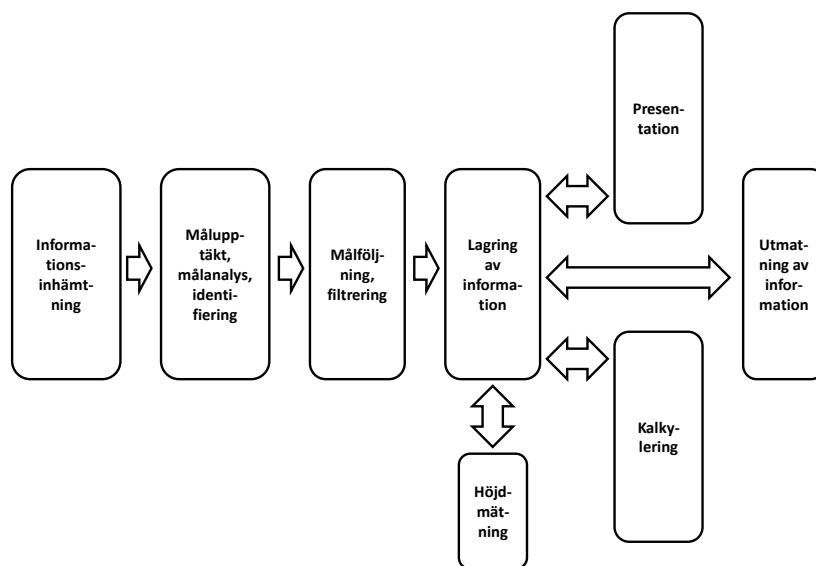 Informa-
tions-
inhämt-
ning
Målupp-
täkt,
målanalys,
identi-
fiering
Målfölj-
ning,
filtrering
Lagring
av
informa-
tion
Presen-
tation
Utmat-
ning av
infor-
mation
Kalky-
lering
Höjd-
mät-
ning